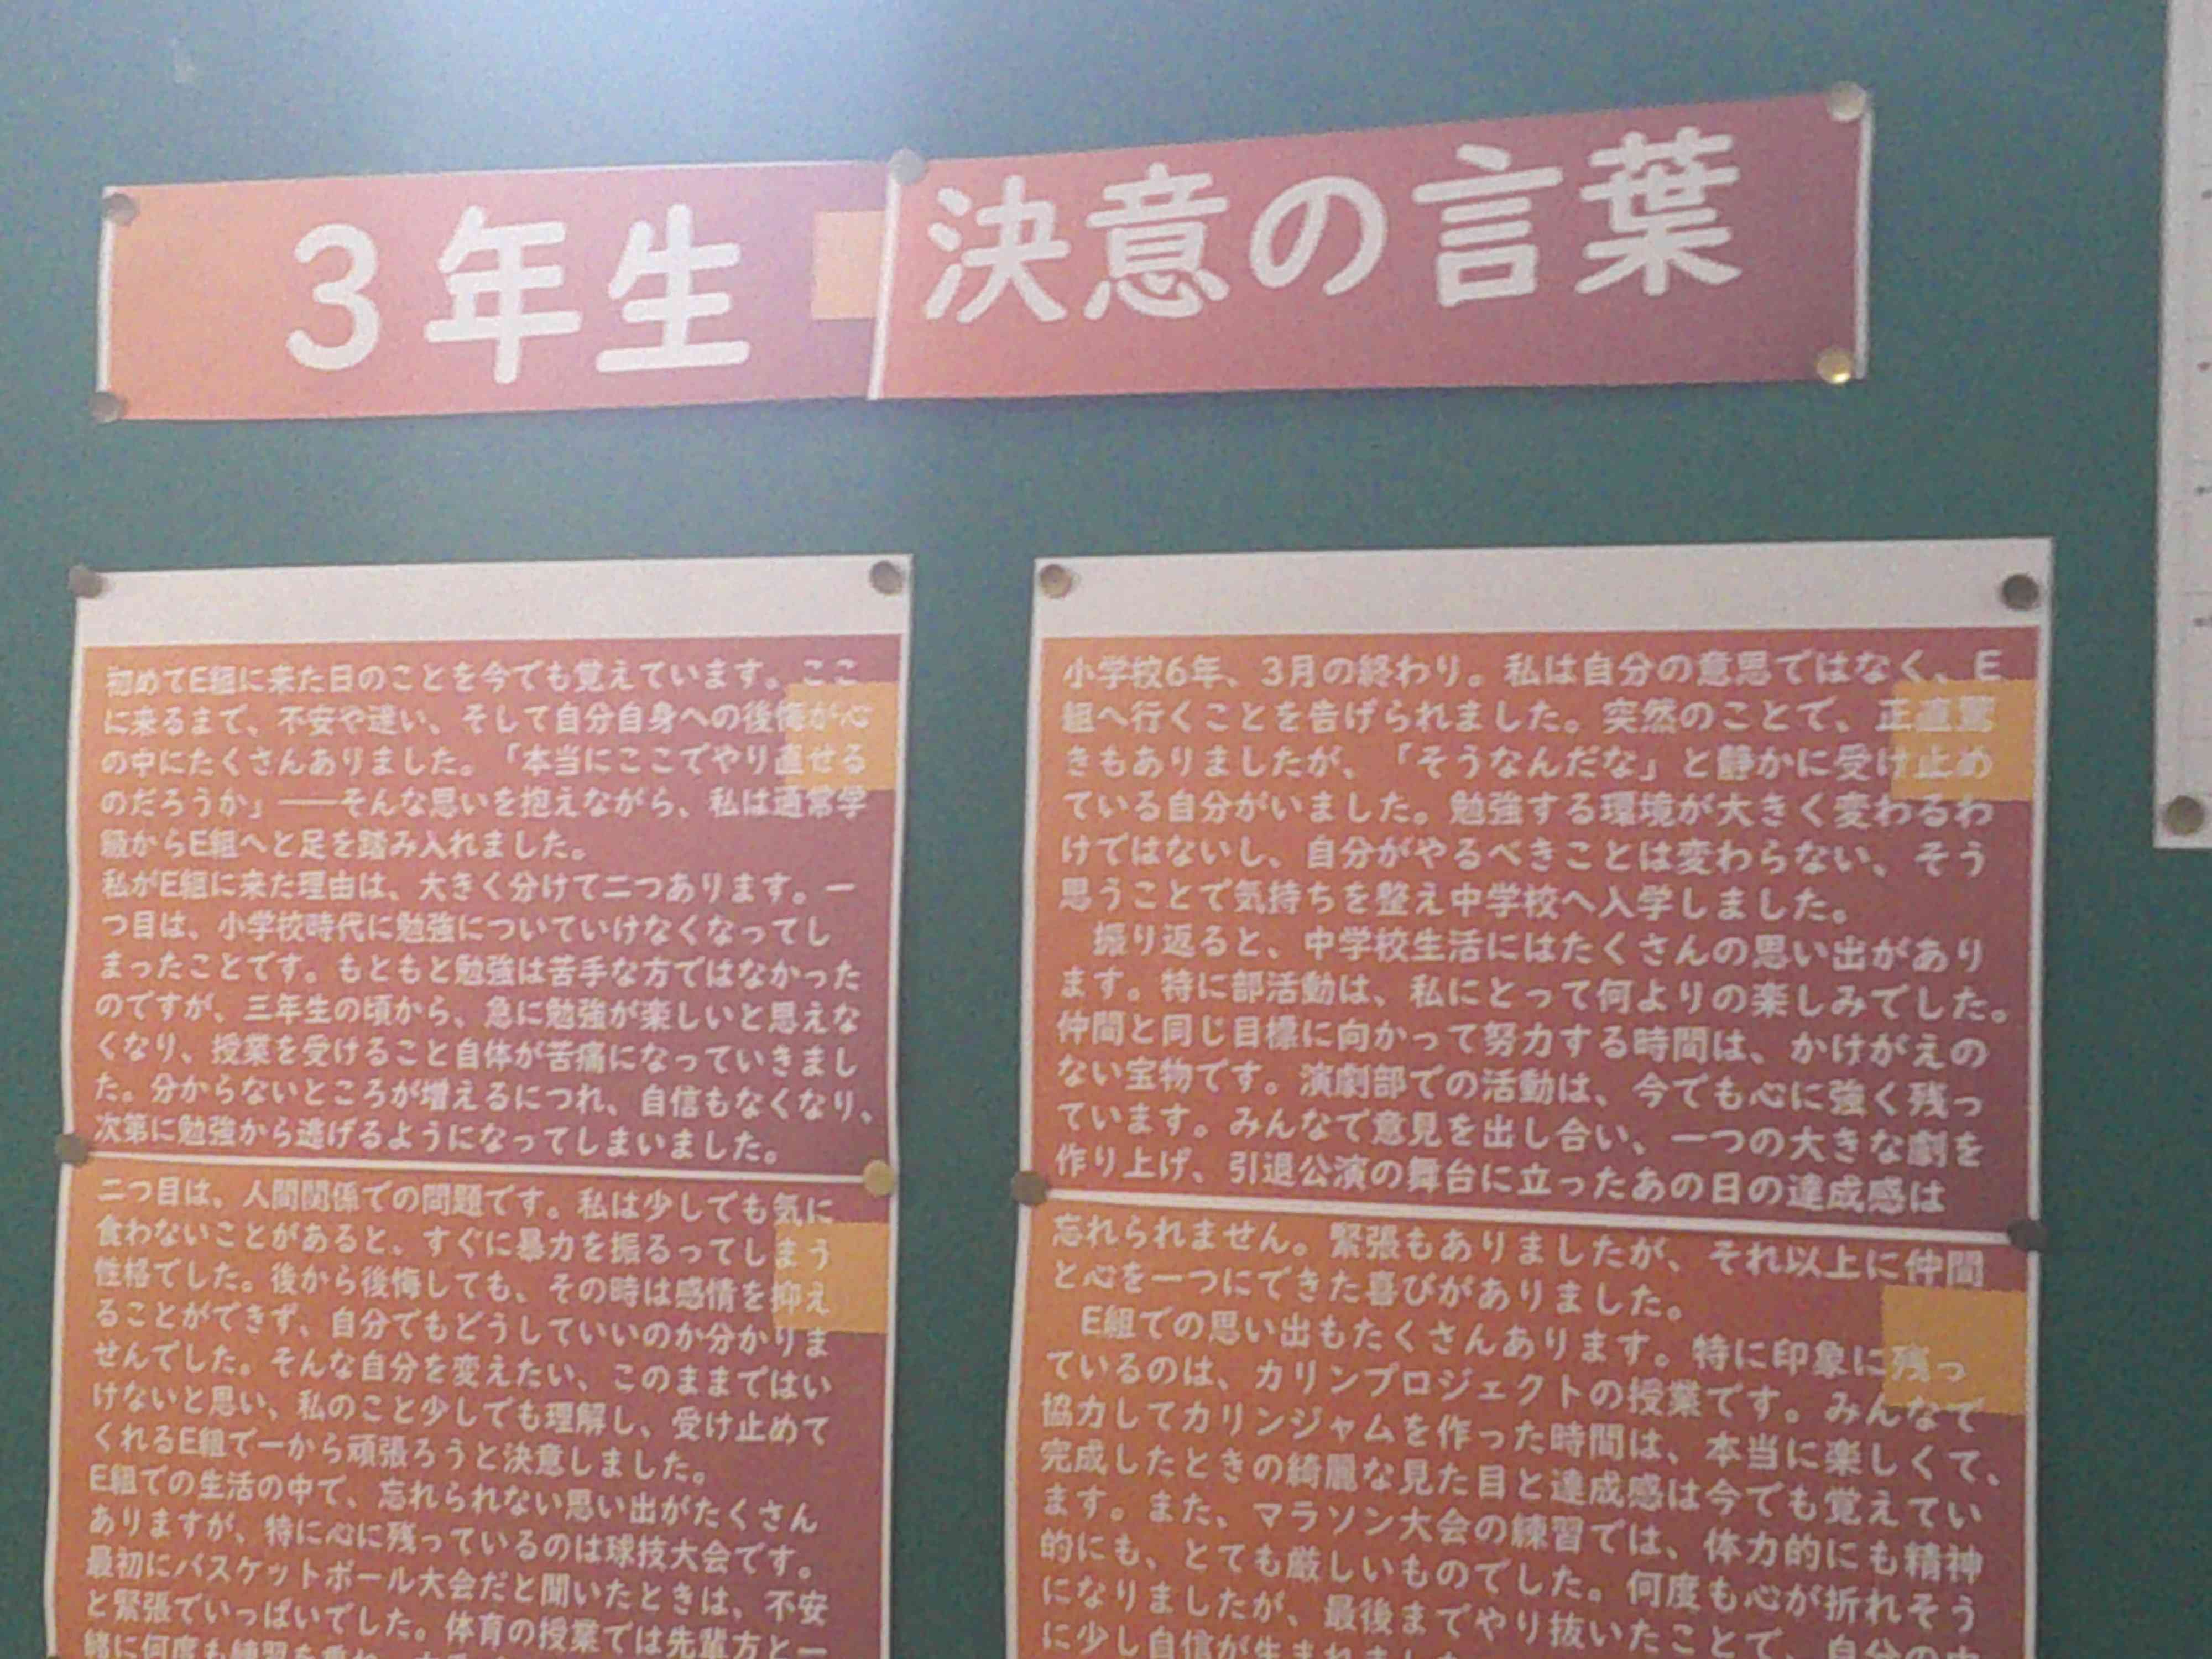 3年生 決意の言葉
初めてE組に来た日のことを今でも覚えています。ここ
に来るまで、不安や迷い、そして自分自身への後悔が心
の中にたくさんありました。「本当にここでやり直せる
のだろうか」――そんな思いを抱えながら、私は通常学
級からE組へと足を踏み入れました。
私がE組に来た理由は、大きく分けて二つあります。一
つ目は、小学校時代に勉強についていけなくなってし
まったことです。もともと勉強は苦手な方ではなかった
のですが、三年生の頃から、急に勉強が楽しいと思えな
くなり、授業を受けること自体が苦痛になっていきまし
た。分からないところが増えるにつれ、自信もなくなり、
次第に勉強から逃げるようになってしまいました。
二つ目は、人間関係での問題です。私は少しでも気に
食わないことがあると、すぐに暴力を振るってしまう
性格でした。後から後悔しても、その時は感情を抑え
ることができず、自分でもどうしていいのか分かりま
せんでした。そんな自分を変えたい、このままではい
けないと思い、私のこと少しでも理解し、受け止めて
くれるE組で一から頑張ろうと決意しました。
E組での生活の中で、忘れられない思い出がたくさん
ありますが、特に心に残っているのは球技大会です。
最初にバスケットボール大会だと聞いたときは、不安
と緊張でいっぱいでした。体育の授業では先輩方と一
緒に何度も練習を重ね
小学校6年、3月の終わり。私は自分の意思ではなく、E
組へ行くことを告げられました。突然のことで、正直驚
きもありましたが、「そうなんだな」と静かに受け止め
ている自分がいました。勉強する環境が大きく変わるわ
けではないし、自分がやるべきことは変わらない、そう
思うことで気持ちを整え中学校へ入学しました。
振り返ると、中学校生活にはたくさんの思い出があり
ます。特に部活動は、私にとって何よりの楽しみでした。
仲間と同じ目標に向かって努力する時間は、かけがえの
ない宝物です。演劇部での活動は、今でも心に強く残っ
ています。みんなで意見を出し合い、一つの大きな劇を
作り上げ、引退公演の舞台に立ったあの日の達成感は
忘れられません。緊張もありましたが、それ以上に仲間
と心を一つにできた喜びがありました。
E組での思い出もたくさんあります。特に印象に残っ
ているのは、カリンプロジェクトの授業です。みんなで
協力してカリンジャムを作った時間は、本当に楽しくて、
完成したときの綺麗な見た目と達成感は今でも覚えてい
ます。また、マラソン大会の練習では、体力的にも精神
的にも、とても厳しいものでした。何度も心が折れそう
になりましたが、最後までやり抜いたことで、自分の中
に少し自信が生まれました